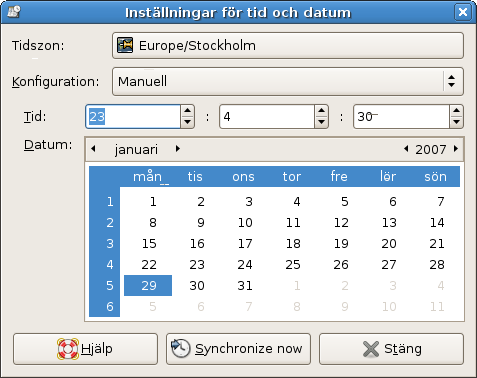 Inställningar för tid och datum
Tidszon: Europe/Stockholm
Konfiguration: Manuell
Tid: 23 : 4 : 30
Datum: januari 2007
mån tis ons tor fre lör sön
1 1 2 3 4 5 6 7
2 8 9 10 11 12 13 14
3 15 16 17 18 19 20 21
4 22 23 24 25 26 27 28
5 29 30 31 1 2 3 4
6 5 6 7 8 9 10 11
Hjälp Synchronize now Stäng